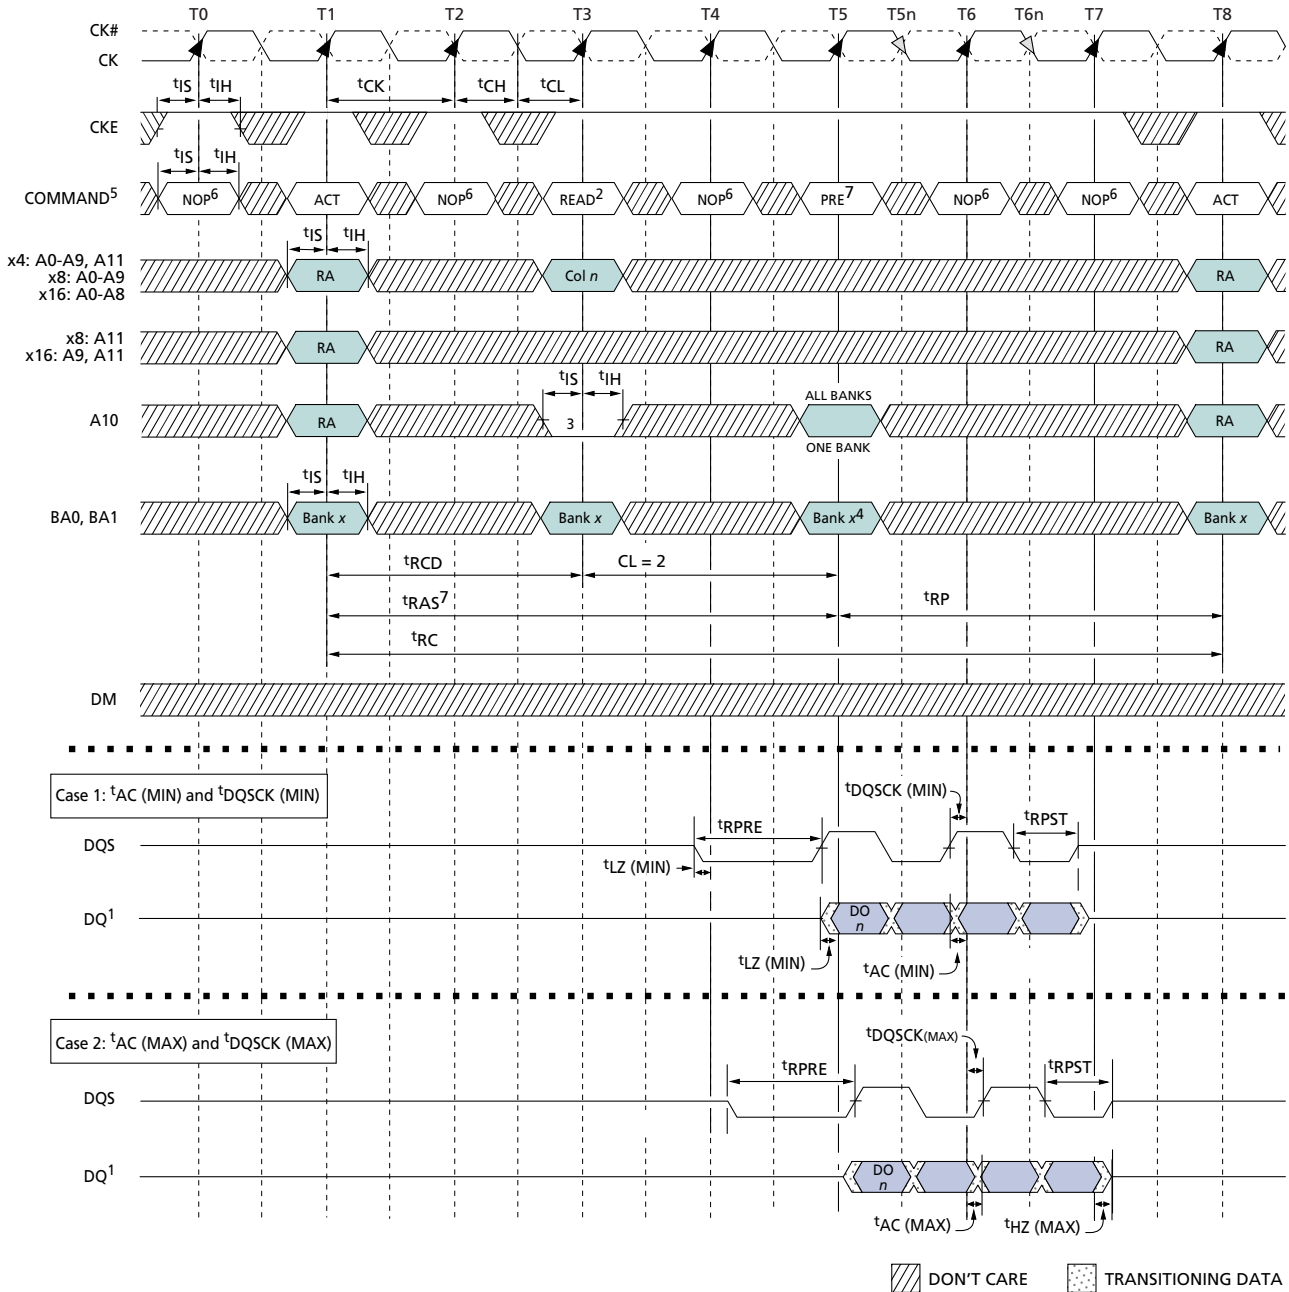 T0 T1 T2 T3 T4 T5 T5n T6 T6n T7 T8
CK#
CK
tIS tIH tCK tCH tCL
CKE
tIS tIH
COMMAND5 NOP6 ACT NOP6 READ2 NOP6 PRE7 NOP6 NOP6 ACT
tIS tIH
x4: A0-A9, A11
x8: A0-A9
x16: A0-A8
RA Col n RA
x8: A11
x16: A9, A11
RA RA
tIS tIH
ALL BANKS
A10 RA 3 RA
ONE BANK
tIS tIH
BA0, BA1 Bank x Bank x Bank x4 Bank x
tRCD CL = 2
tRAS7 tRP
tRC
DM
Case 1: tAC (MIN) and tDQSCK (MIN)
tDQSCK (MIN)
tRPRE tRPST
DQS
tLZ (MIN)
DQ1 DO
n
tLZ (MIN) tAC (MIN)
Case 2: tAC (MAX) and tDQSCK (MAX)
tDQSCK(MAX)
tRPRE tRPST
DQS
DQ1 DO
n
tAC (MAX) tHZ (MAX)
DON'T CARE TRANSITIONING DATA